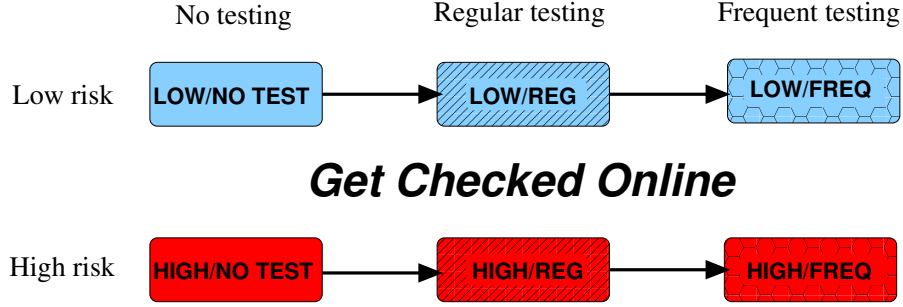 No testing Regular testing Frequent testing
Low risk LOW/NO TEST LOW/REG LOW/FREQ
Get Checked Online
High risk HIGH/NO TEST HIGH/REG HIGH/FREQ